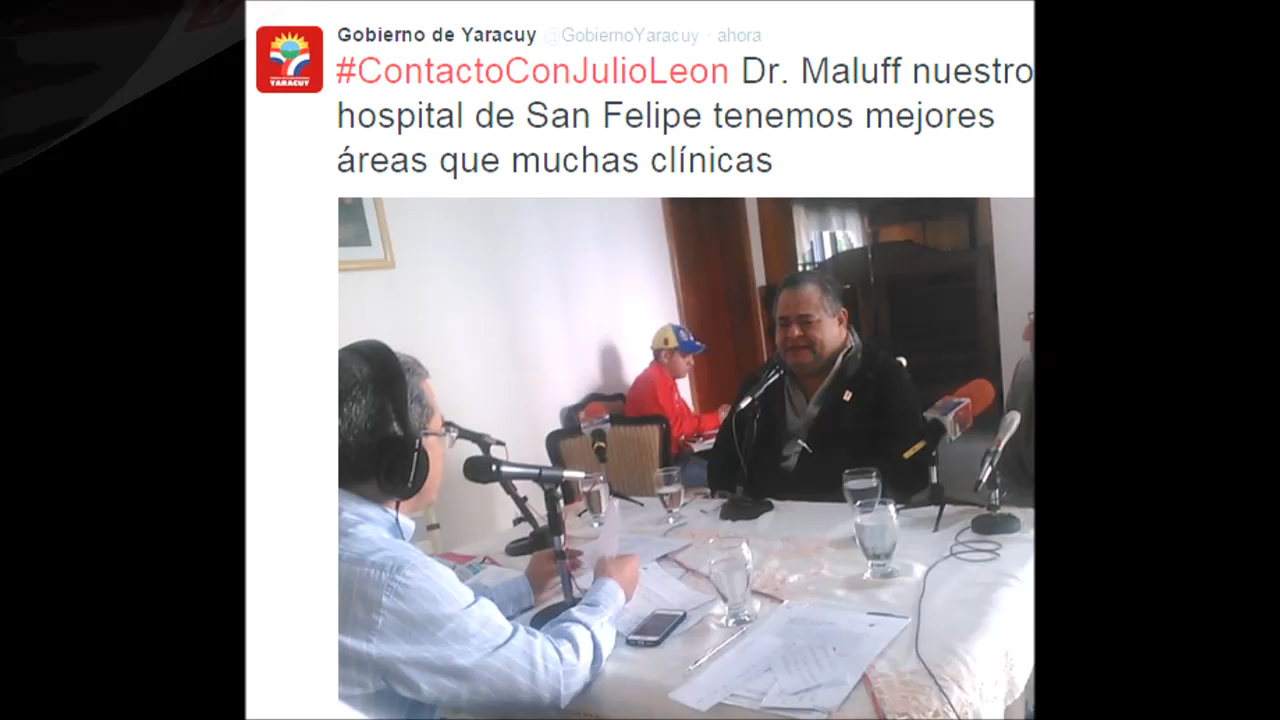 Gobierno de Yaracuy @GobiernoYaracuy · ahora
#ContactoConJulioLeon Dr. Maluff nuestro
hospital de San Felipe tenemos mejores
áreas que muchas clínicas
YARACUY